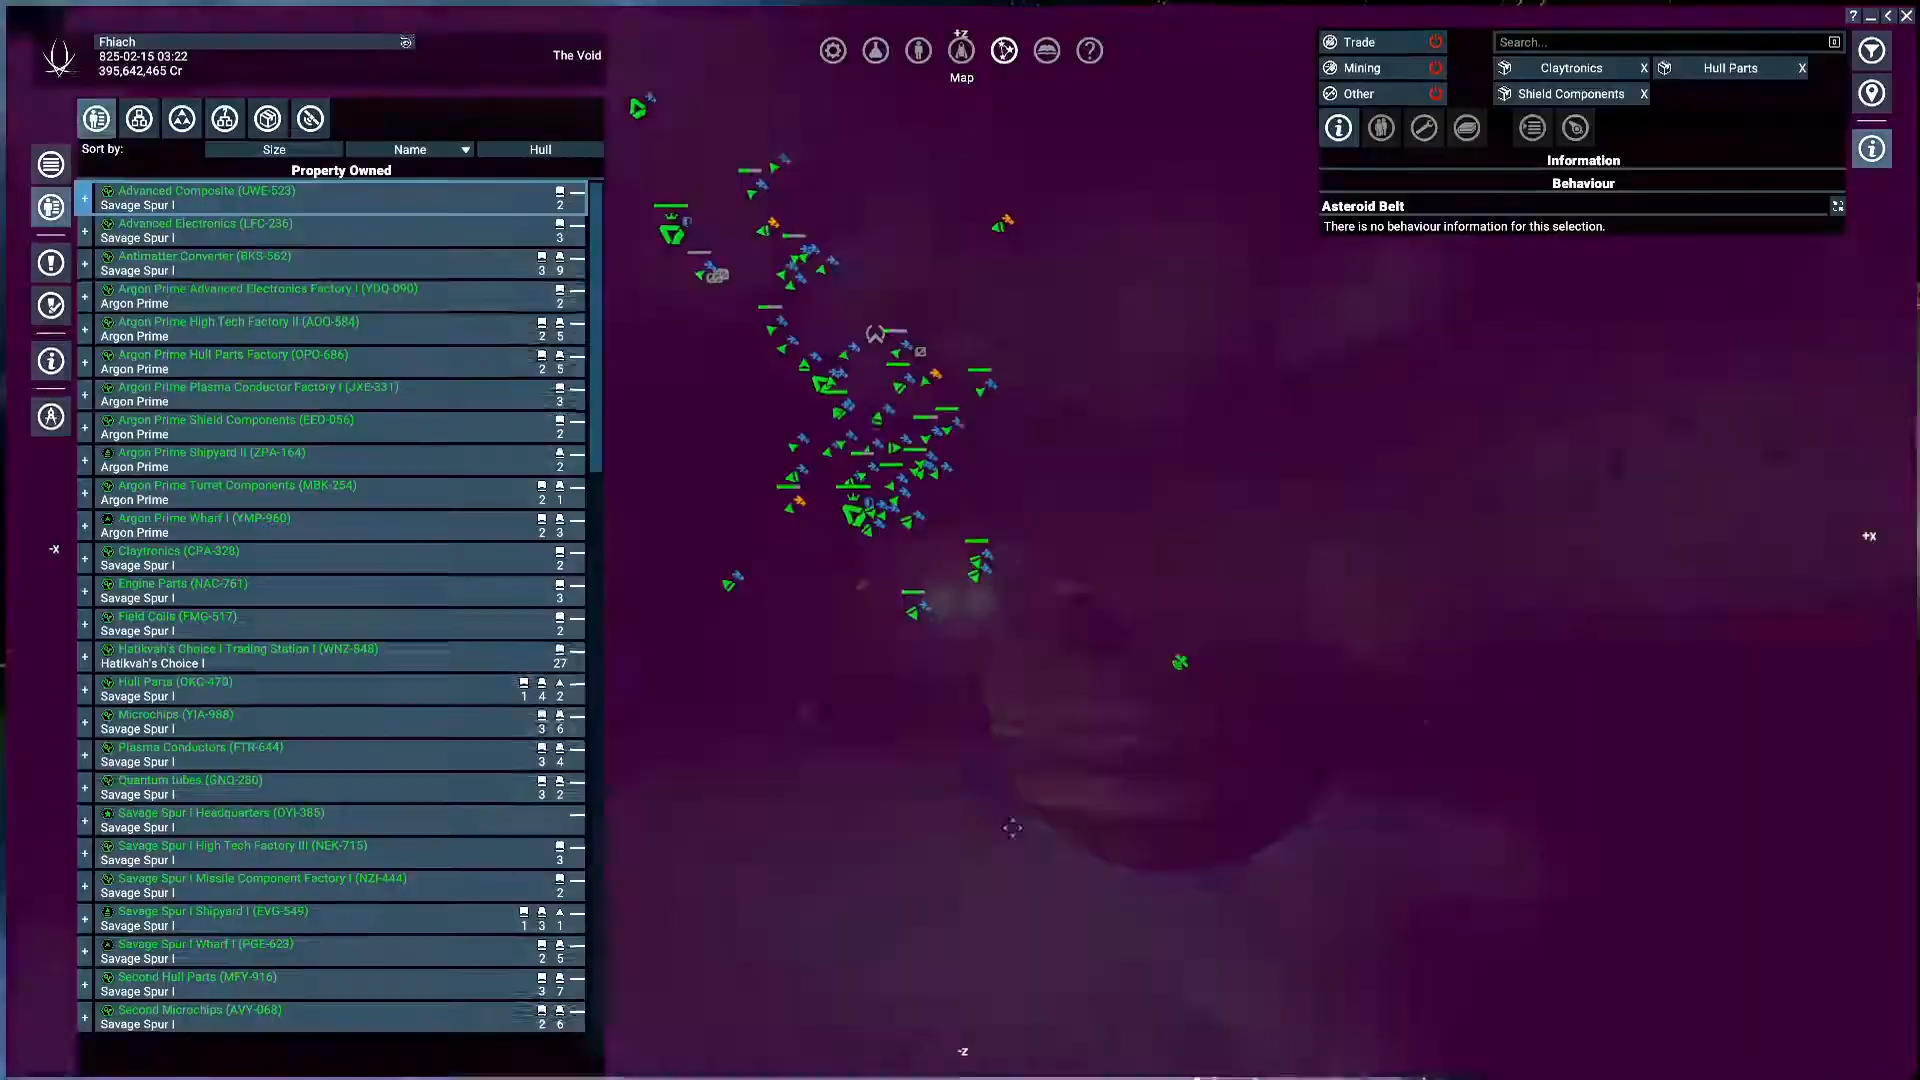 Fhiach
825-02-15 03:22
395,642,465 Cr
The Void
Sort by:
Size
Name
Hull
Property Owned
Advanced Composite (UWE-523)
Savage Spur I
2
Advanced Electronics (LFC-236)
Savage Spur I
3
Antimatter Converter (BKS-562)
Savage Spur I
3 9
Argon Prime Advanced Electronics Factory I (YDQ-090)
Argon Prime
2
Argon Prime High Tech Factory II (AOO-584)
Argon Prime
2 5
Argon Prime Hull Parts Factory (OPO-686)
Argon Prime
2 5
Argon Prime Plasma Conductor Factory I (JXE-331)
Argon Prime
3
Argon Prime Shield Components (EEO-056)
Argon Prime
2
Argon Prime Shipyard II (ZPA-164)
Argon Prime
2
Argon Prime Turret Components (MBK-254)
Argon Prime
2 1
Argon Prime Wharf I (YMP-960)
Argon Prime
2 3
Claytronics (CPA-328)
Savage Spur I
2
Engine Parts (NAC-761)
Savage Spur I
3
Field Coils (FMG-517)
Savage Spur I
2
Hatikvah's Choice I Trading Station I (WNZ-848)
Hatikvah's Choice I
27
Hull Parts (OKC-470)
Savage Spur I
1 4 2
Microchips (YIA-988)
Savage Spur I
3 6
Plasma Conductors (FTR-644)
Savage Spur I
3 4
Quantum tubes (GNQ-280)
Savage Spur I
3 2
Savage Spur I Headquarters (OYI-385)
Savage Spur I
Savage Spur I High Tech Factory III (NEK-715)
Savage Spur I
3
Savage Spur I Missile Component Factory I (NZI-444)
Savage Spur I
2
Savage Spur I Shipyard I (EVG-549)
Savage Spur I
1 3 1
Savage Spur I Wharf I (PGE-623)
Savage Spur I
2 5
Second Hull Parts (MFY-916)
Savage Spur I
3 7
Second Microchips (AVY-068)
Savage Spur I
2 6
+Z
Map
-X
+X
-Z
Trade
Mining
Other
Search...
Claytronics X
Hull Parts X
Shield Components X
Information
Behaviour
Asteroid Belt
There is no behaviour information for this selection.